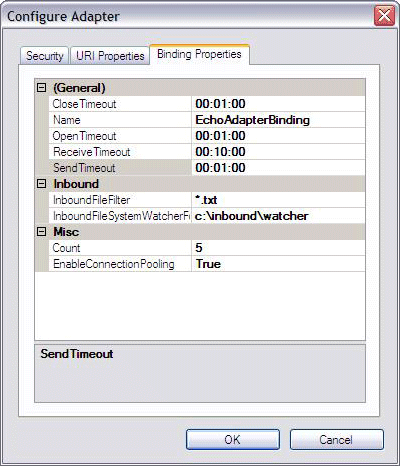 Configure Adapter
Security URI Properties Binding Properties
(General)
CloseTimeout 00:01:00
Name EchoAdapterBinding
OpenTimeout 00:01:00
ReceiveTimeout 00:10:00
SendTimeout 00:01:00
Inbound
InboundFileFilter *.txt
InboundFileSystemWatcherFo c:\inbound\watcher
Misc
Count 5
EnableConnectionPooling True
SendTimeout
OK Cancel